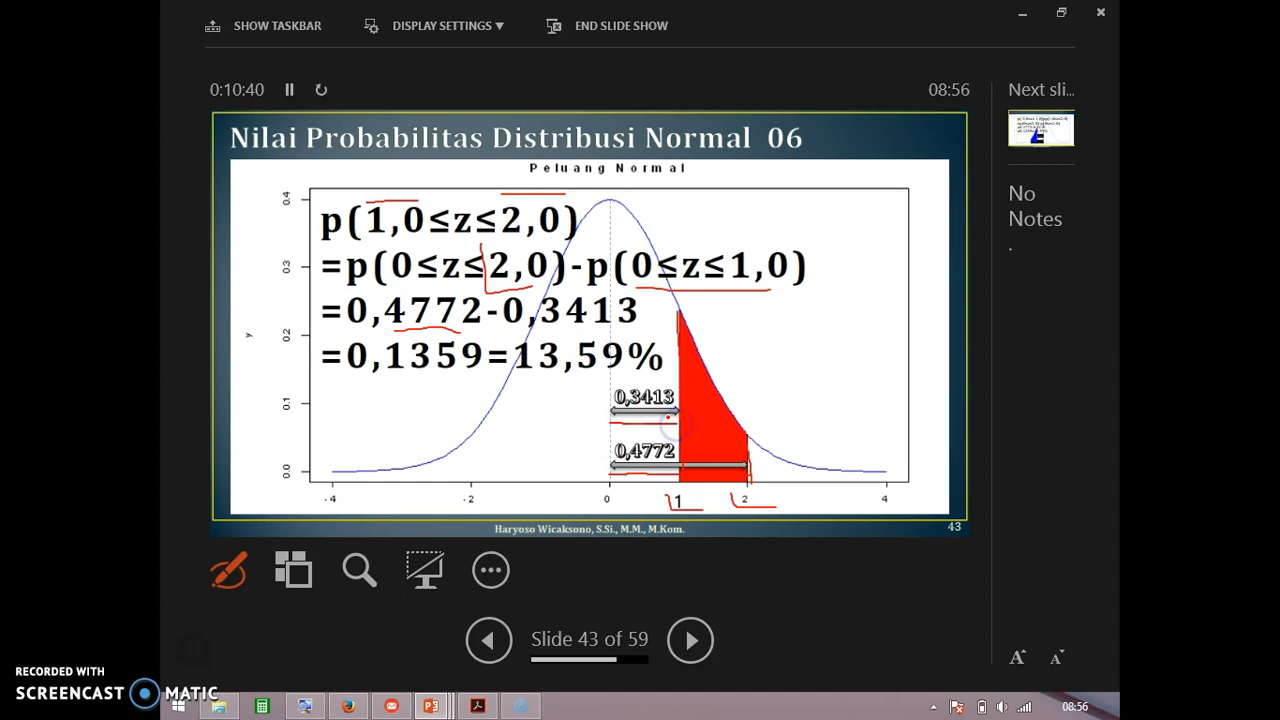 SHOW TASKBAR
DISPLAY SETTINGS ▼
END SLIDE SHOW
0:10:40
08:56
Next sli...
Nilai Probabilitas Distribusi Normal 06
Peluang Normal
p(1,0≤z≤2,0)
=p(0≤z≤2,0)-p(0≤z≤1,0)
=0,4772-0,3413
=0,1359=13,59%
0,3413
0,4772
y
0.4
0.3
0.2
0.1
0.0
-4
-2
0
1
2
4
Haryoso Wicaksono, S.Si., M.M., M.Kom.
43
No
Notes
.
Slide 43 of 59
A A
RECORDED WITH
SCREENCAST MATIC
08:56